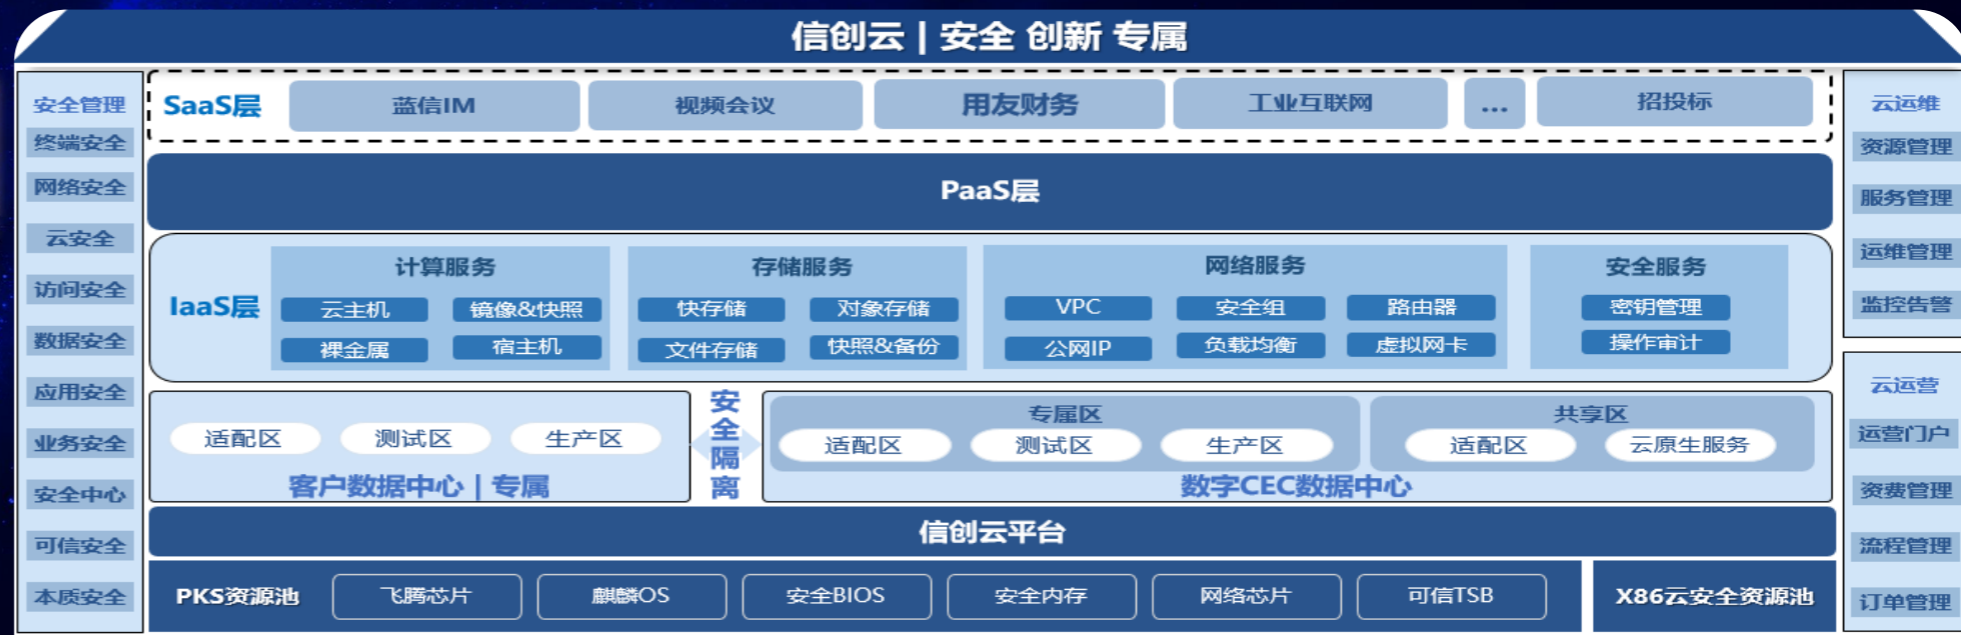 信创云 | 安全 创新 专属
安全管理
终端安全
网络安全
云安全
访问安全
数据安全
应用安全
业务安全
安全中心
可信安全
本质安全
SaaS层
蓝信IM
视频会议
用友财务
工业互联网
...
招投标
PaaS层
IaaS层
计算服务
云主机
镜像&快照
裸金属
宿主机
存储服务
快存储
对象存储
文件存储
快照&备份
网络服务
VPC
安全组
路由器
公网IP
负载均衡
虚拟网卡
安全服务
密钥管理
操作审计
适配区
测试区
生产区
客户数据中心 | 专属
安全隔离
专属区
适配区
测试区
生产区
共享区
适配区
云原生服务
数字CEC数据中心
信创云平台
PKS资源池
飞腾芯片
麒麟OS
安全BIOS
安全内存
网络芯片
可信TSB
X86云安全资源池
云运维
资源管理
服务管理
运维管理
监控告警
云运营
运营门户
资费管理
流程管理
订单管理